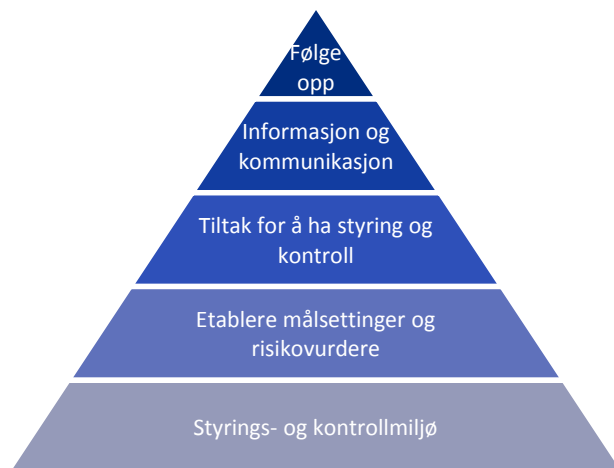 Følge
opp
Informasjon og
kommunikasjon
Tiltak for å ha styring og
kontroll
Etablere målsettinger og
risikovurdere
Styrings- og kontrollmiljø